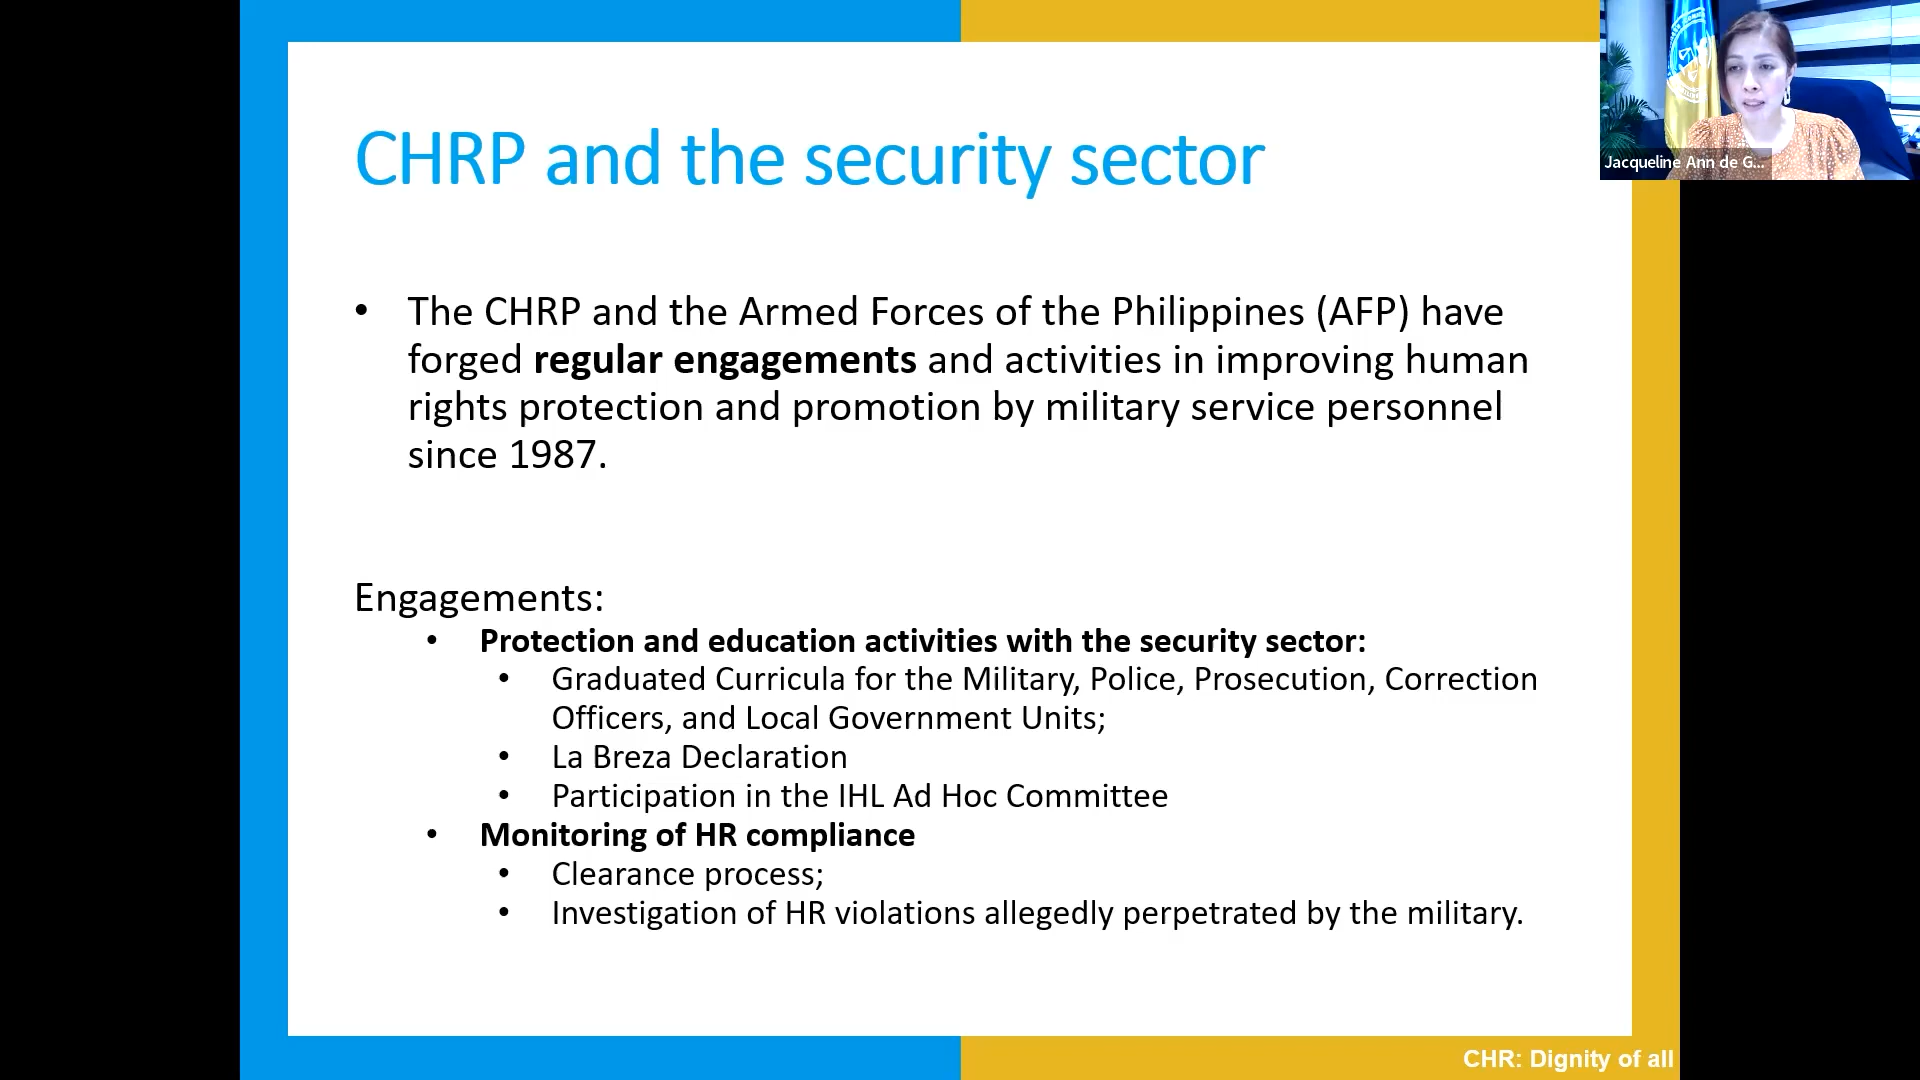 CHRP and the security sector
Jacqueline Ann de G...
• The CHRP and the Armed Forces of the Philippines (AFP) have
forged regular engagements and activities in improving human
rights protection and promotion by military service personnel
since 1987.
Engagements:
• Protection and education activities with the security sector:
• Graduated Curricula for the Military, Police, Prosecution, Correction
Officers, and Local Government Units;
• La Breza Declaration
• Participation in the IHL Ad Hoc Committee
• Monitoring of HR compliance
• Clearance process;
• Investigation of HR violations allegedly perpetrated by the military.
CHR: Dignity of all